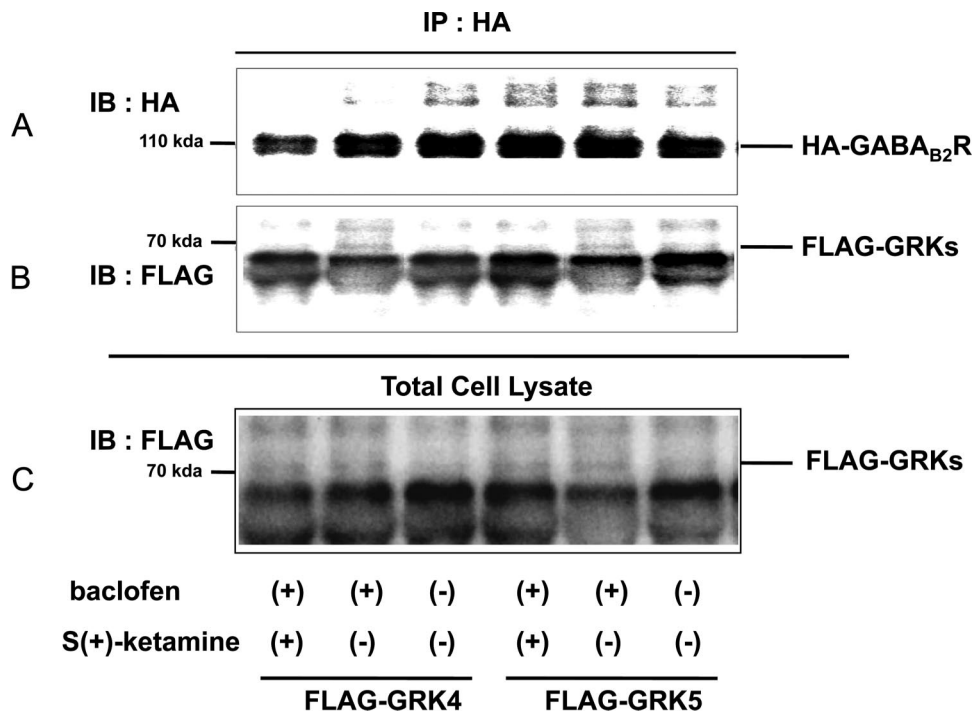 IP : HA
A
IB : HA
110 kda
HA-GABAB2R
B
70 kda
IB : FLAG
FLAG-GRKs
Total Cell Lysate
C
IB : FLAG
70 kda
FLAG-GRKs
baclofen (+) (+) (-) (+) (+) (-)
S(+)-ketamine (+) (-) (-) (+) (-) (-)
FLAG-GRK4 FLAG-GRK5